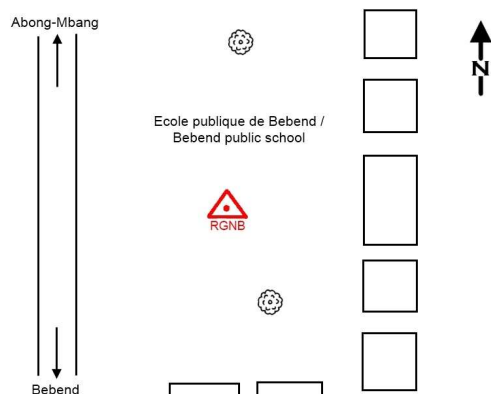 Abong-Mbang
N
Ecole publique de Bebend /
Bebend public school
RGNB
Bebend